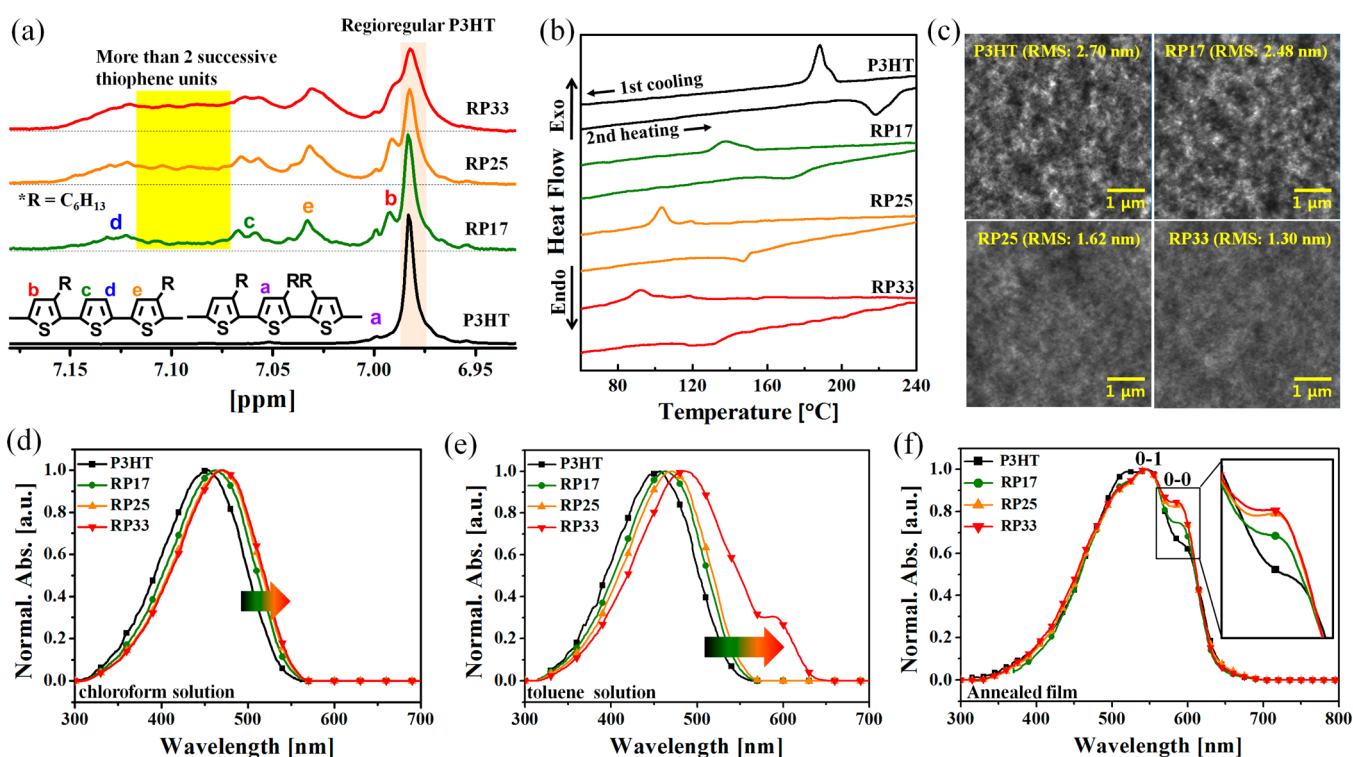 (a)
Regioregular P3HT
More than 2 successive
thiophene units
RP33
RP25
*R = C₆H₁₃
d
c
e
b
RP17
R
R
R
RR
a
b
c
d
e
S
S
S
S
S
S
a
P3HT
7.15
7.10
7.05
7.00
6.95
[ppm]
(b)
P3HT
1st cooling
Exo
2nd heating
RP17
Heat Flow
RP25
Endo
RP33
60
120
160
200
240
Temperature [°C]
(c)
P3HT (RMS: 2.70 nm)
1 μm
RP17 (RMS: 2.48 nm)
1 μm
RP25 (RMS: 1.62 nm)
1 μm
RP33 (RMS: 1.30 nm)
1 μm
(d)
P3HT
RP17
RP25
RP33
1.0
0.8
0.6
0.4
0.2
0.0
Normal. Abs. [a.u.]
chloroform solution
300
400
500
600
700
Wavelength [nm]
(e)
P3HT
RP17
RP25
RP33
1.0
0.8
0.6
0.4
0.2
0.0
Normal. Abs. [a.u.]
toluene solution
300
400
500
600
700
Wavelength [nm]
(f)
P3HT
RP17
RP25
RP33
0-1
0-0
1.0
0.8
0.6
0.4
0.2
0.0
Normal. Abs. [a.u.]
Annealed film
300
400
500
600
700
800
Wavelength [nm]